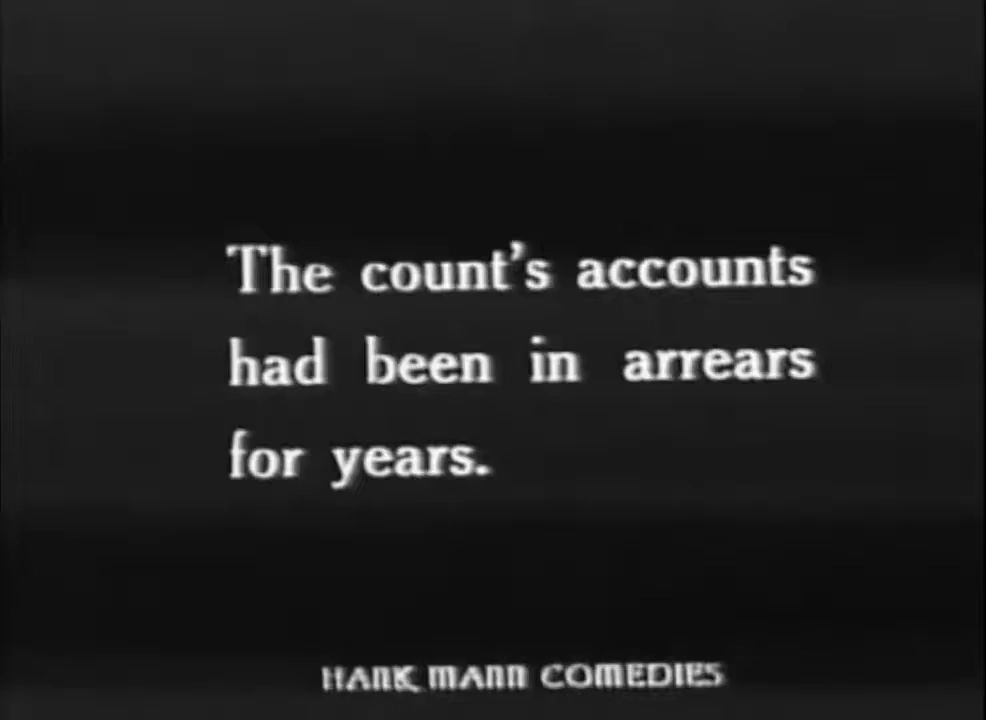 The count's accounts
had been in arrears
for years.
HANK MANN COMEDIES